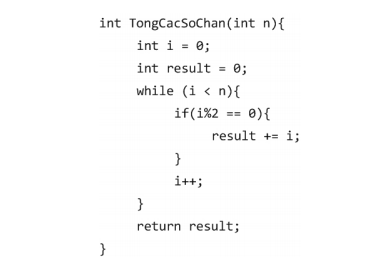 int TongCacSoChan(int n){
    int i = 0;
    int result = 0;
    while (i < n){
        if(i%2 == 0){
            result += i;
        }
        i++;
    }
    return result;
}